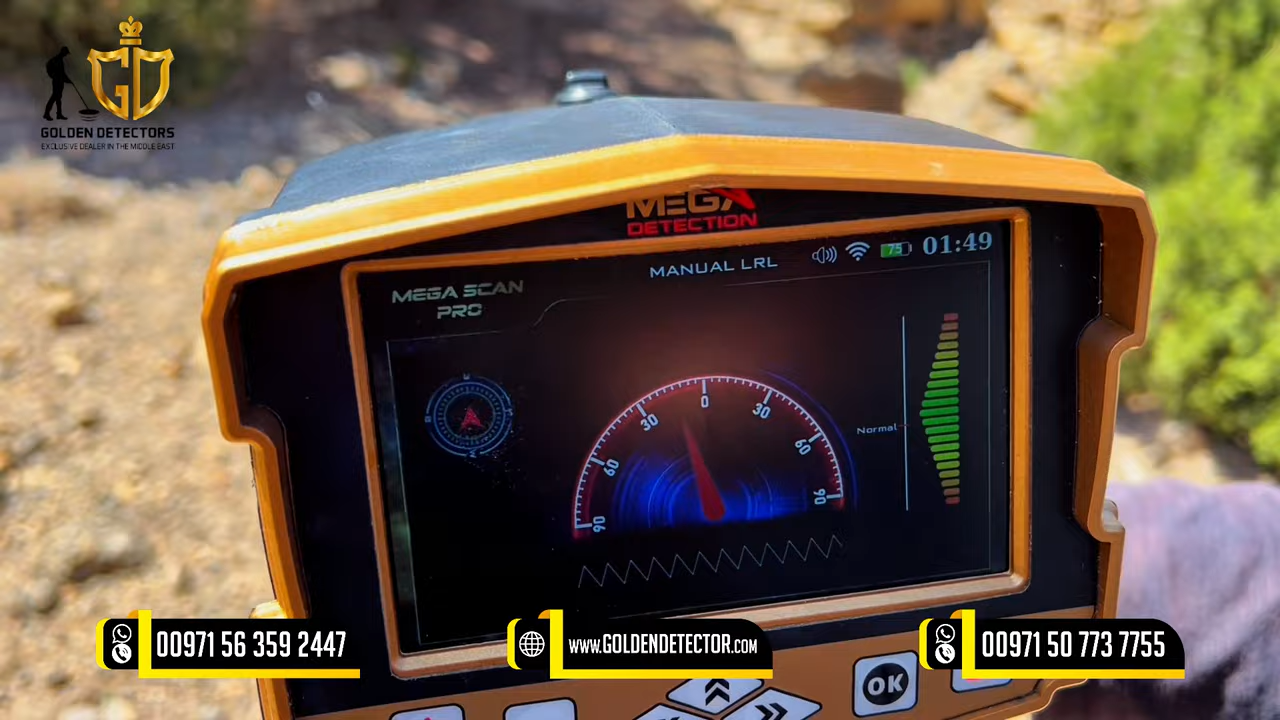 GD
GOLDEN DETECTORS
EXCLUSIVE DEALER IN THE MIDDLE EAST
MEGA
DETECTION
MANUAL LRL
75
01:49
MEGA SCAN
PRO
90
60
30
0
30
60
90
Normal
OK
00971 56 359 2447
www.GOLDENDETECTOR.com
00971 50 773 7755